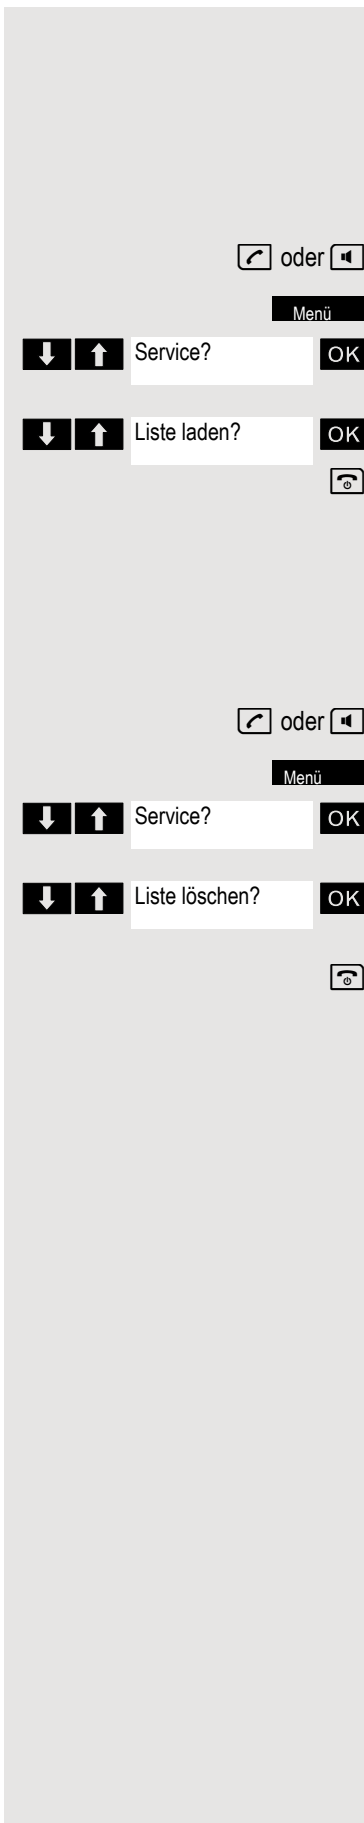 oder
Menü
Service? OK
Liste laden? OK
oder
Menü
Service? OK
Liste löschen? OK